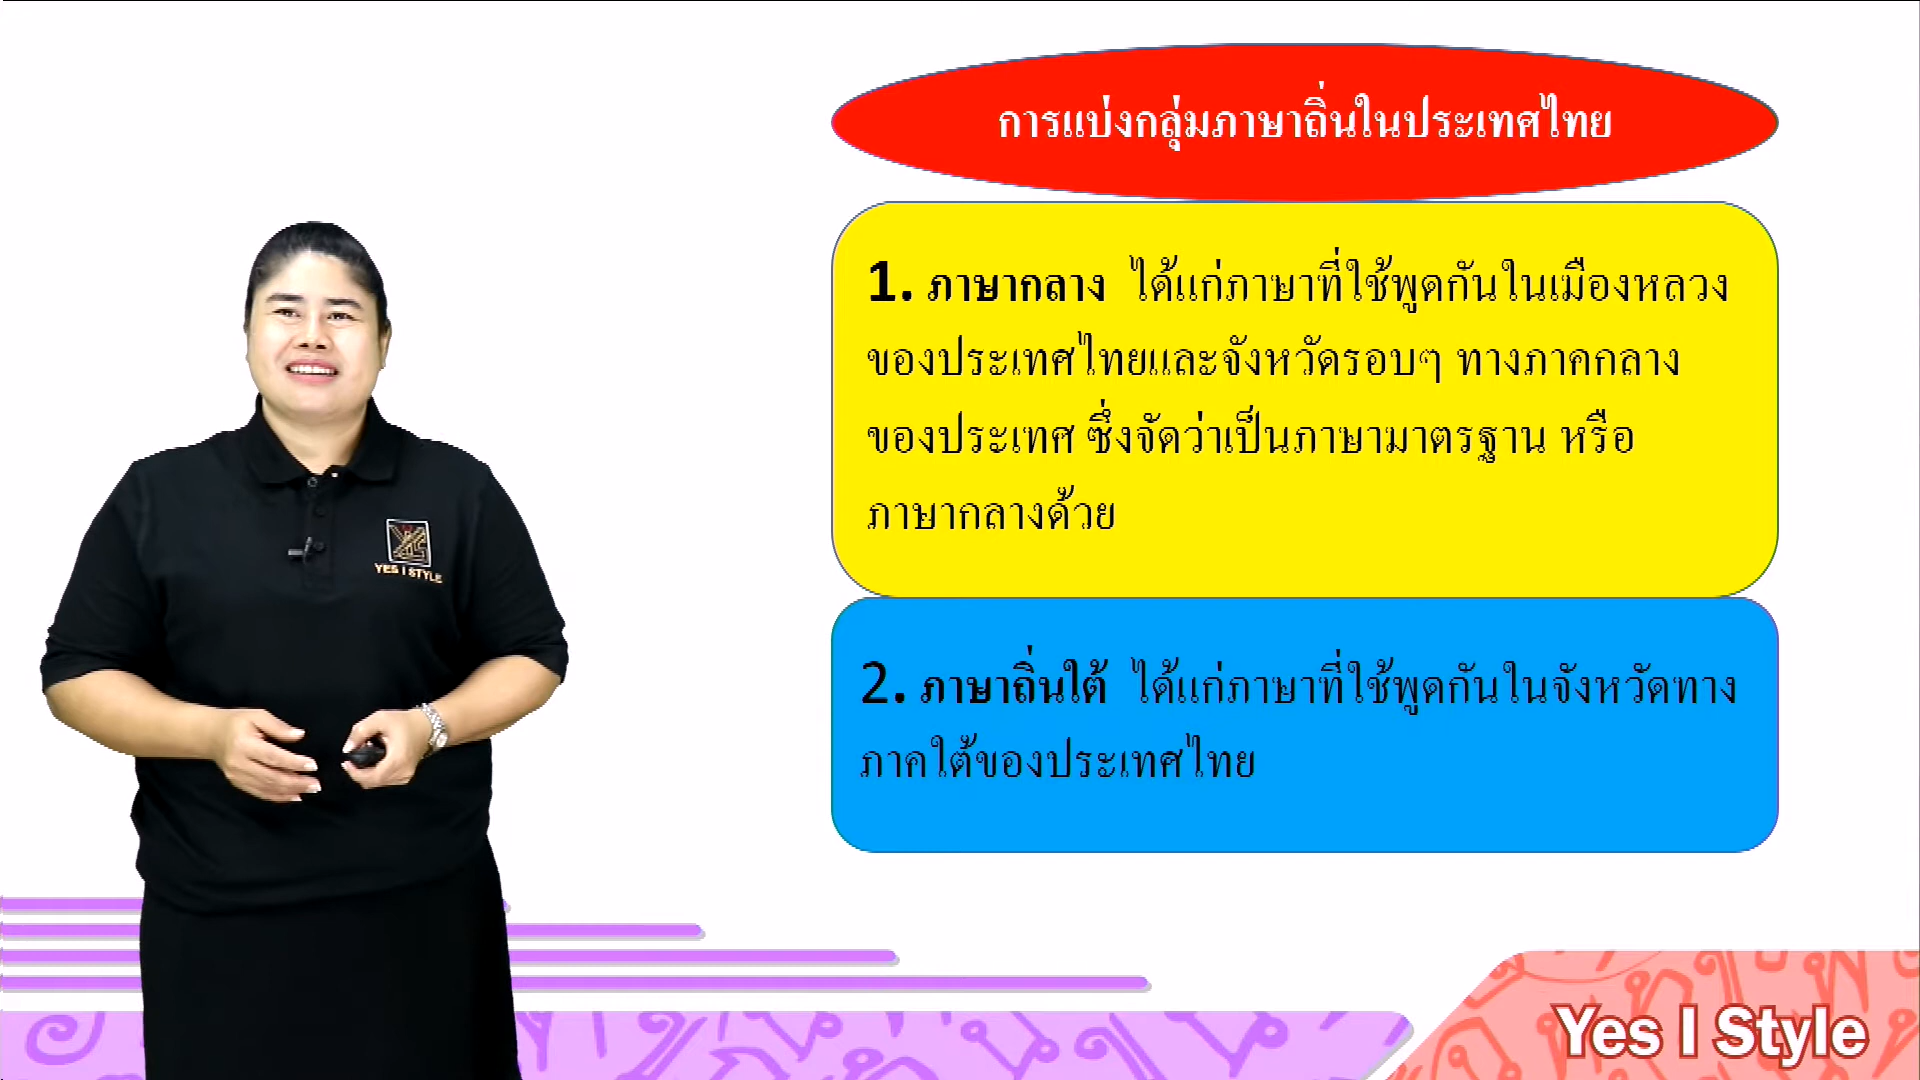 การแบ่งกลุ่มภาษาถิ่นในประเทศไทย
1. ภาษากลาง ได้แก่ภาษาที่ใช้พูดกันในเมืองหลวง
ของประเทศไทยและจังหวัดรอบๆ ทางภาคกลาง
ของประเทศ ซึ่งจัดว่าเป็นภาษามาตรฐาน หรือ
ภาษากลางด้วย
2. ภาษาถิ่นใต้ ได้แก่ภาษาที่ใช้พูดกันในจังหวัดทาง
ภาคใต้ของประเทศไทย
YES I STYLE
Yes I Style